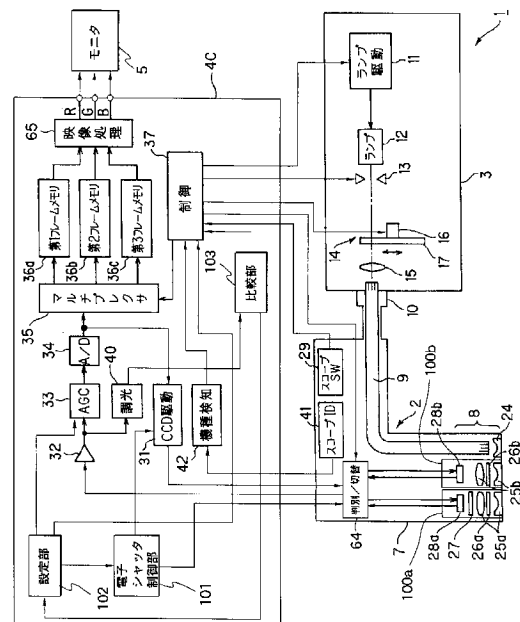 モニタ
5
4C
R
G
B
映像処理
65
第1フレームメモリ
第2フレームメモリ
第3フレームメモリ
36a
36b
36c
マルチプレクサ
35
A/D
34
AGC
33
調光
40
32
CCD駆動
31
機種検知
42
制御
37
比較部
103
設定部
102
電子シャッタ制御部
101
ランプ駆動
11
ランプ
12
13
14
15
16
17
3
1
10
9
スコープSW
29
スコープID
41
判別/切替
64
2
7
8
100a
100b
28a
28b
27
26a
26b
25a
25b
24